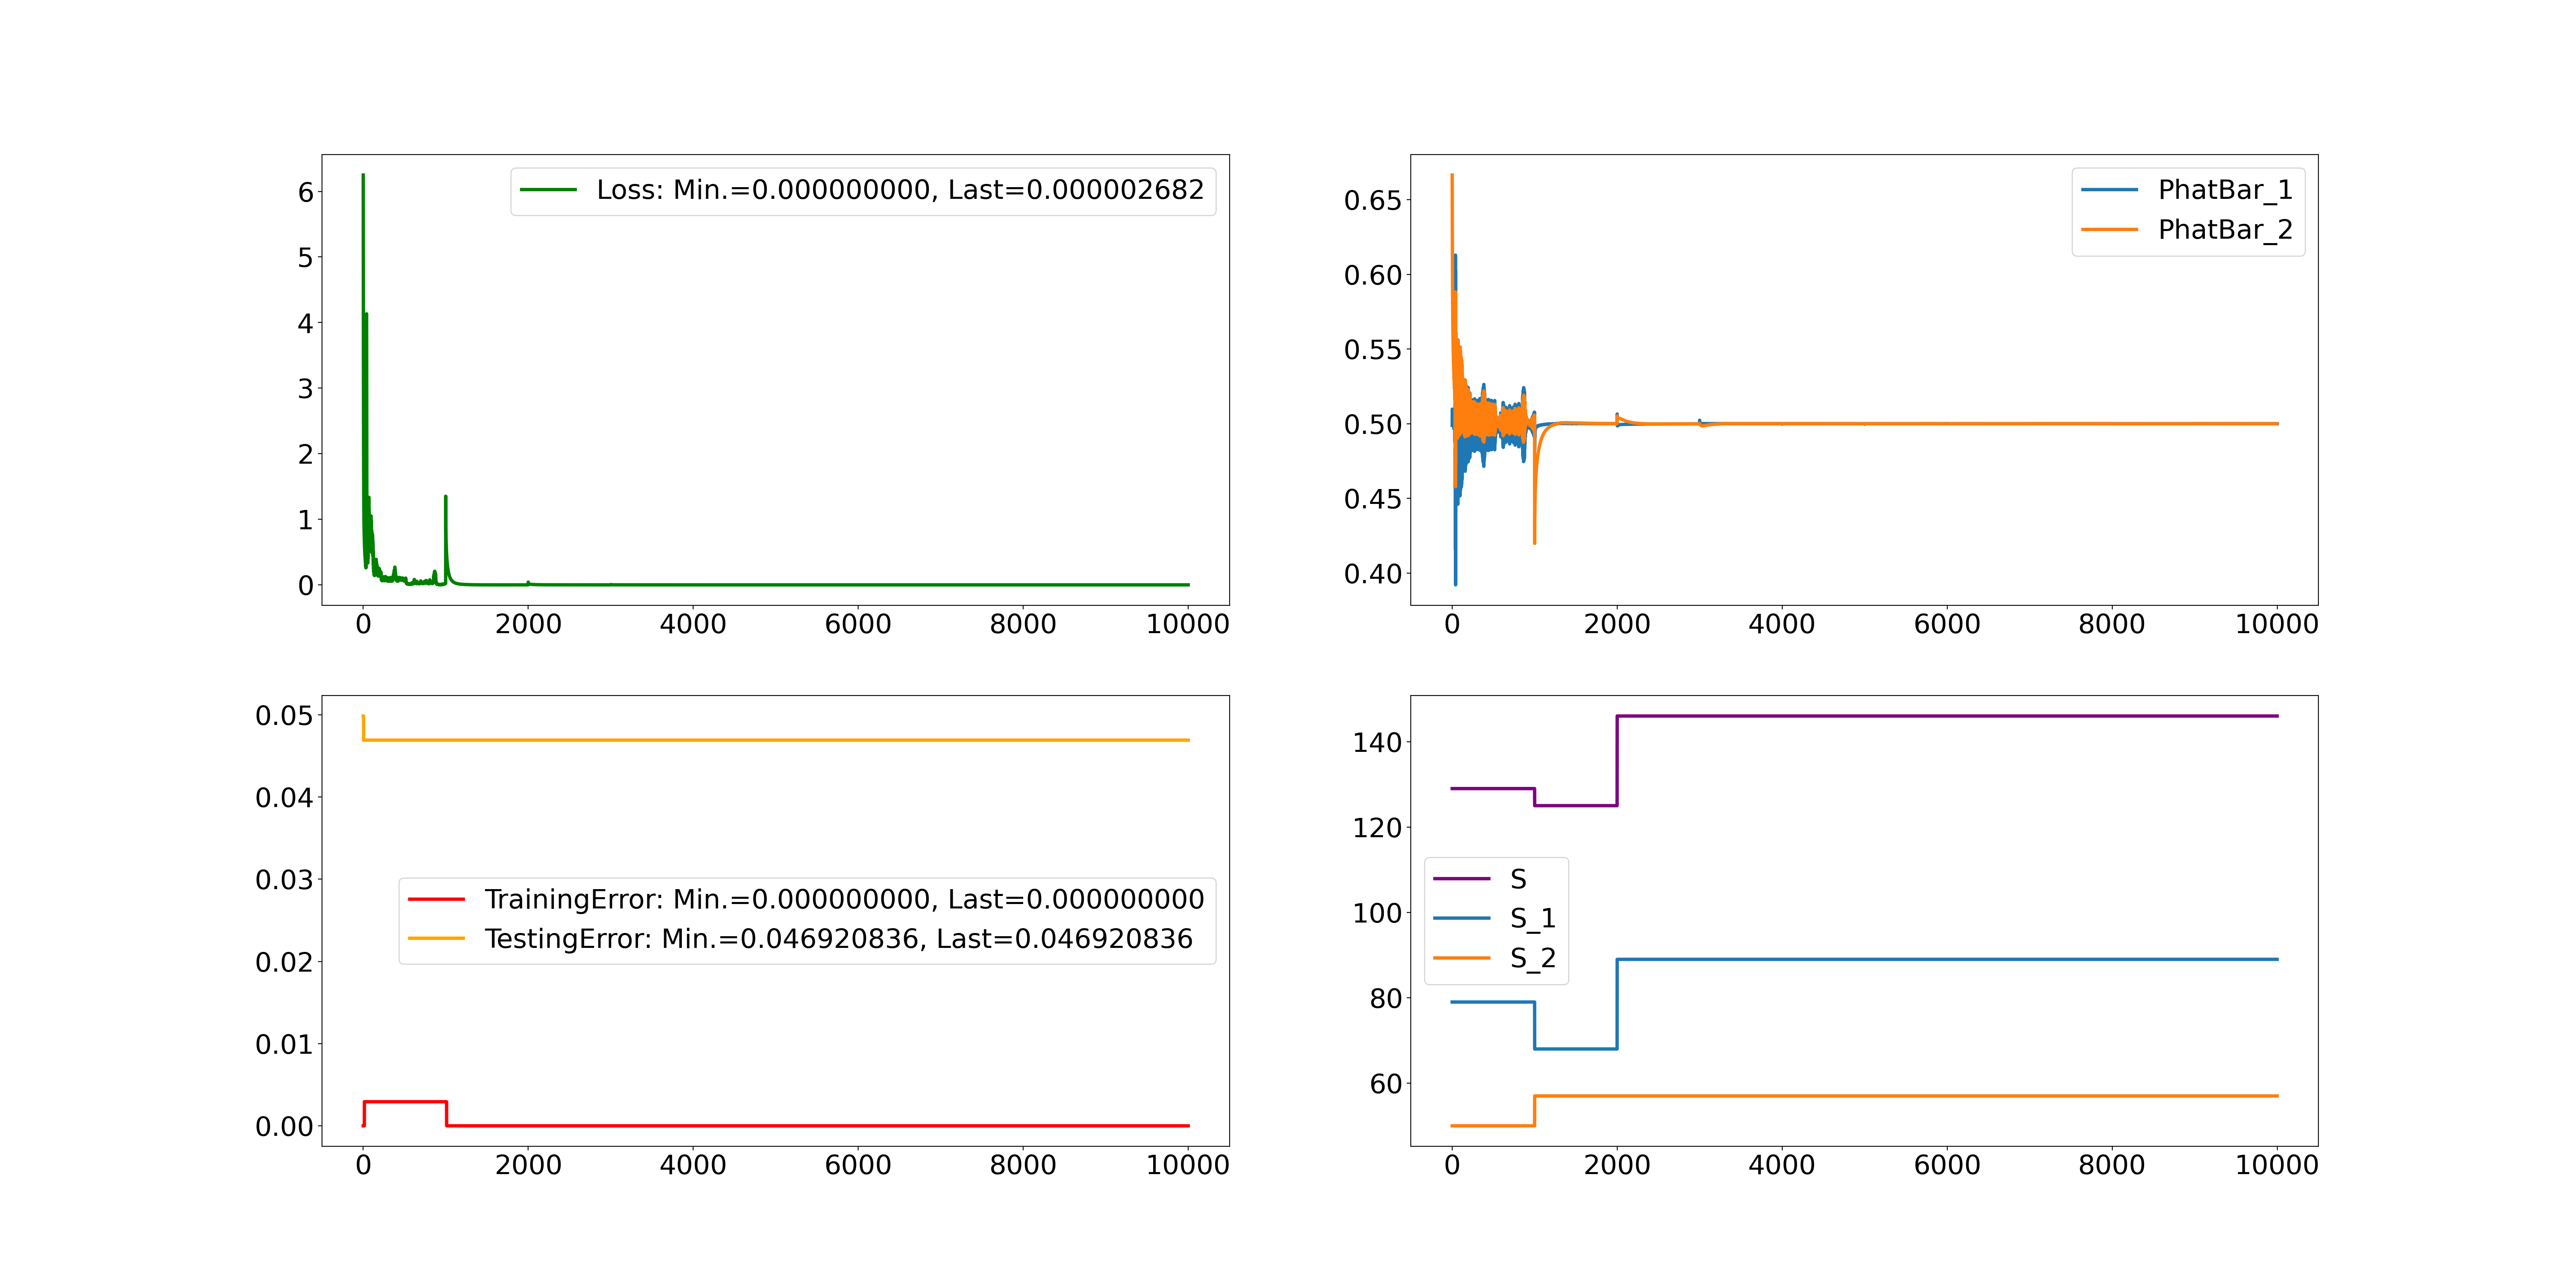 Loss: Min.=0.000000000, Last=0.000002682
6
5
4
3
2
1
0
0 2000 4000 6000 8000 10000
PhatBar_1
PhatBar_2
0.65
0.60
0.55
0.50
0.45
0.40
0 2000 4000 6000 8000 10000
0.05
0.04
0.03
0.02
0.01
0.00
TrainingError: Min.=0.000000000, Last=0.000000000
TestingError: Min.=0.046920836, Last=0.046920836
0 2000 4000 6000 8000 10000
140
120
100
80
60
S
S_1
S_2
0 2000 4000 6000 8000 10000